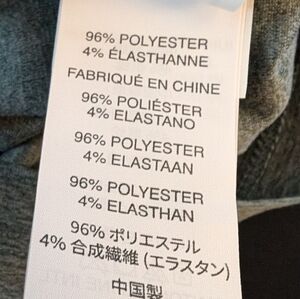 96% POLYESTER
4% ÉLASTHANNE
FABRIQUÉ EN CHINE
96% POLIÉSTER
4% ELASTANO
96% POLYESTER
4% ELASTAAN
96% POLYESTER
4% ELASTHAN
96% ポリエステル
4% 合成繊維 (エラスタン)
中国製